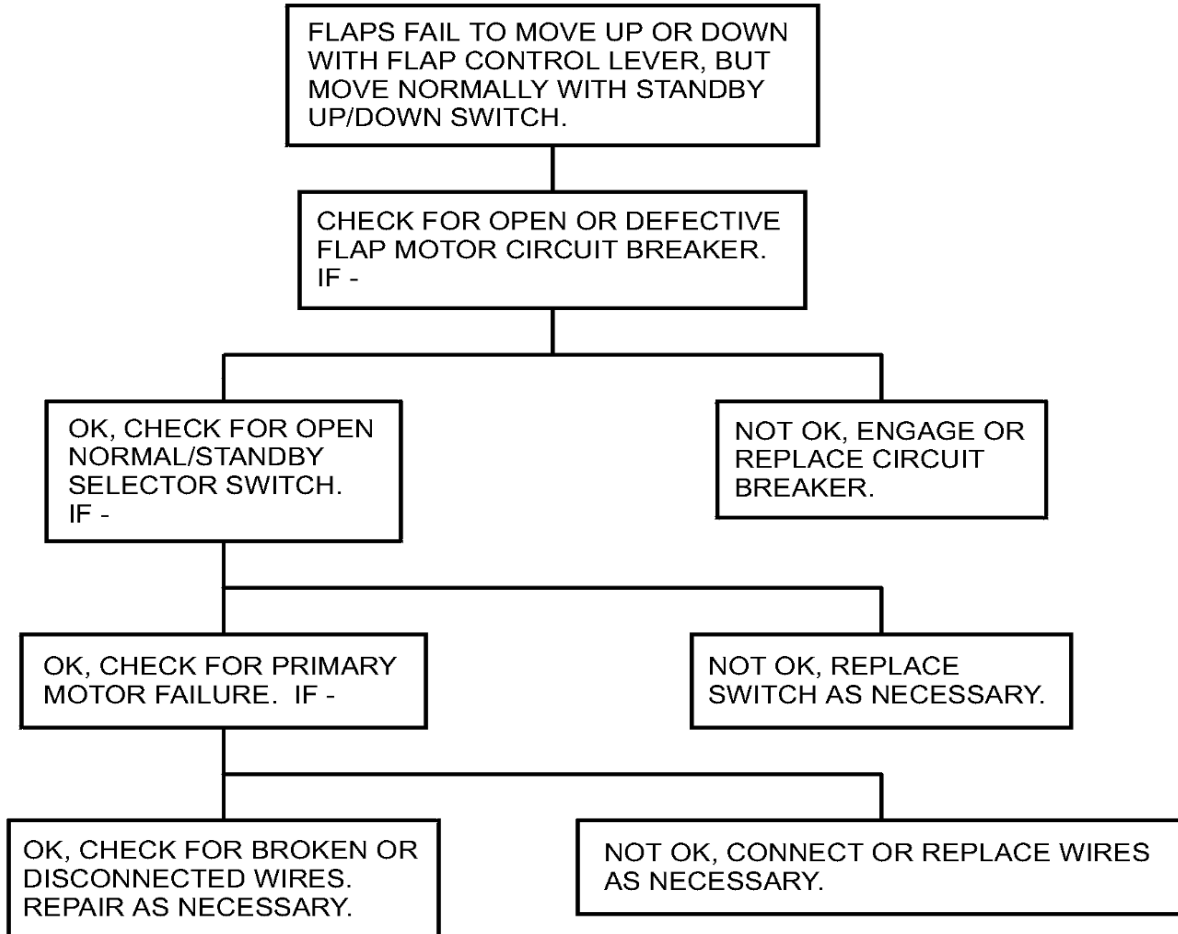 FLAPS FAIL TO MOVE UP OR DOWN
WITH FLAP CONTROL LEVER, BUT
MOVE NORMALLY WITH STANDBY
UP/DOWN SWITCH.
CHECK FOR OPEN OR DEFECTIVE
FLAP MOTOR CIRCUIT BREAKER.
IF -
OK, CHECK FOR OPEN
NORMAL/STANDBY
SELECTOR SWITCH.
IF -
NOT OK, ENGAGE OR
REPLACE CIRCUIT
BREAKER.
OK, CHECK FOR PRIMARY
MOTOR FAILURE. IF -
NOT OK, REPLACE
SWITCH AS NECESSARY.
OK, CHECK FOR BROKEN OR
DISCONNECTED WIRES.
REPAIR AS NECESSARY.
NOT OK, CONNECT OR REPLACE WIRES
AS NECESSARY.